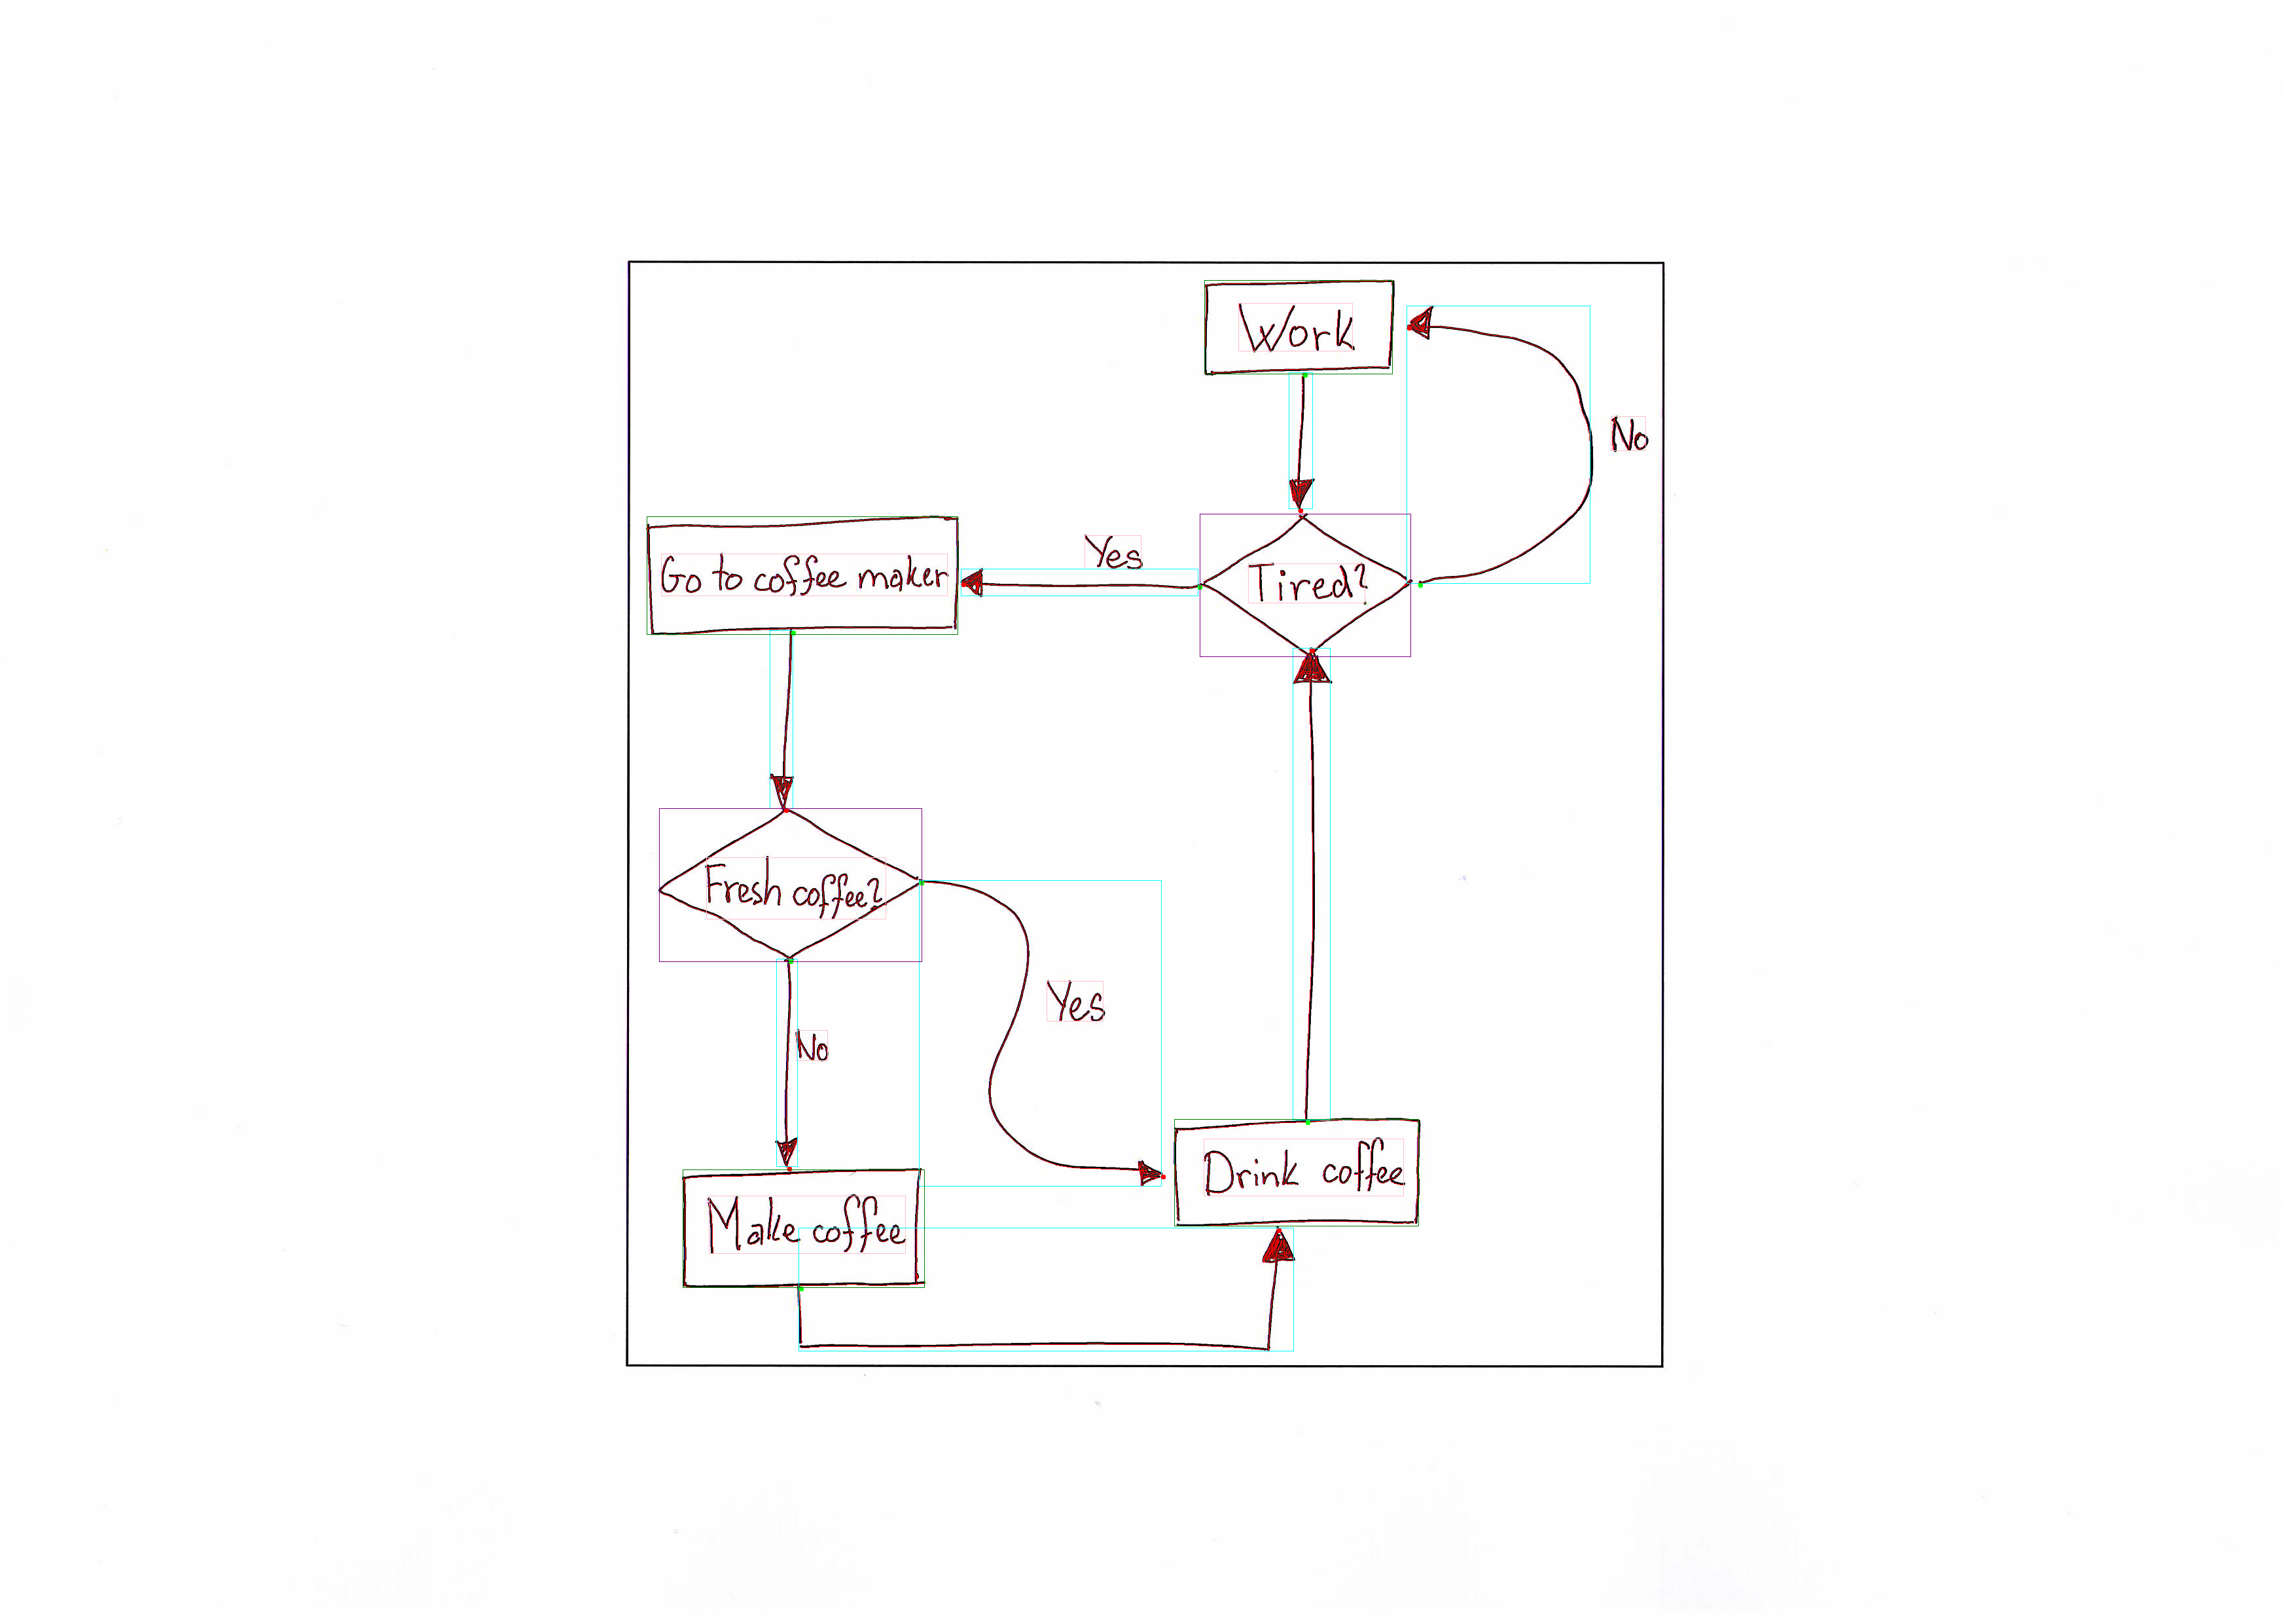 Work
No
Yes
Go to coffee maker
Tired?
Fresh coffee?
Yes
No
Drink coffee
Make coffee